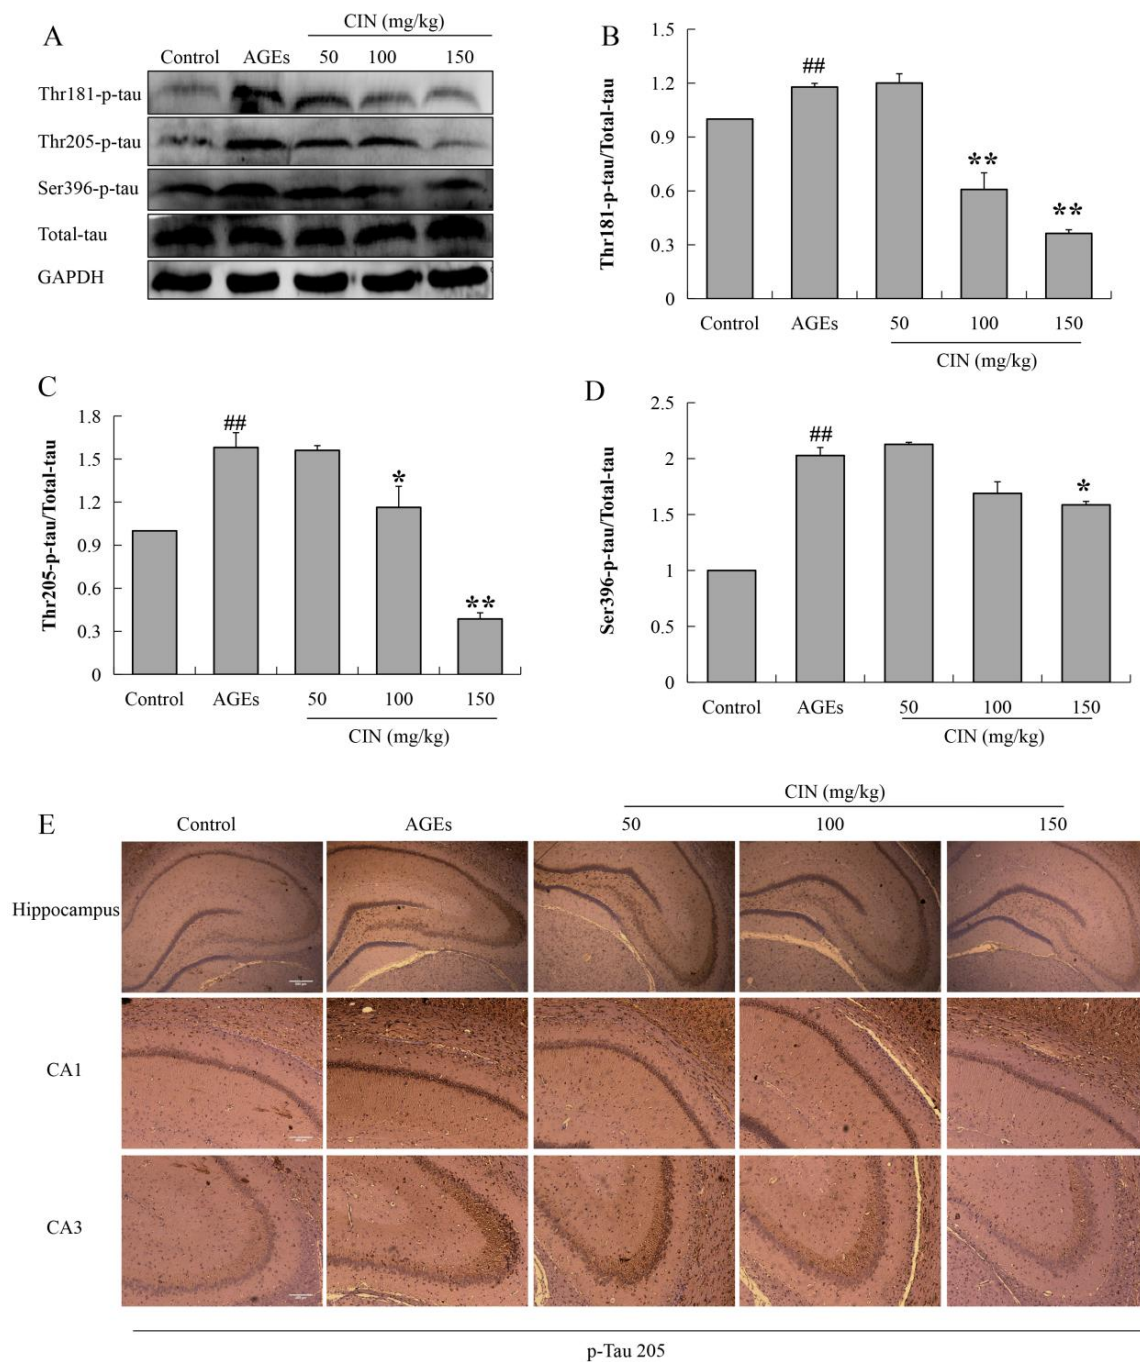 A
CIN (mg/kg)
Control AGEs 50 100 150
Thr181-p-tau
Thr205-p-tau
Ser396-p-tau
Total-tau
GAPDH
B
Thr181-p-tau/Total-tau
1.5
1.2
0.9
0.6
0.3
0
##
**
**
Control AGEs 50 100 150
CIN (mg/kg)
C
Thr205-p-tau/Total-tau
1.8
1.5
1.2
0.9
0.6
0.3
0
##
*
**
Control AGEs 50 100 150
CIN (mg/kg)
D
Ser396-p-tau/Total-tau
2.5
2
1.5
1
0.5
0
##
*
Control AGEs 50 100 150
CIN (mg/kg)
E
CIN (mg/kg)
Control AGEs 50 100 150
Hippocampus
CA1
CA3
p-Tau 205